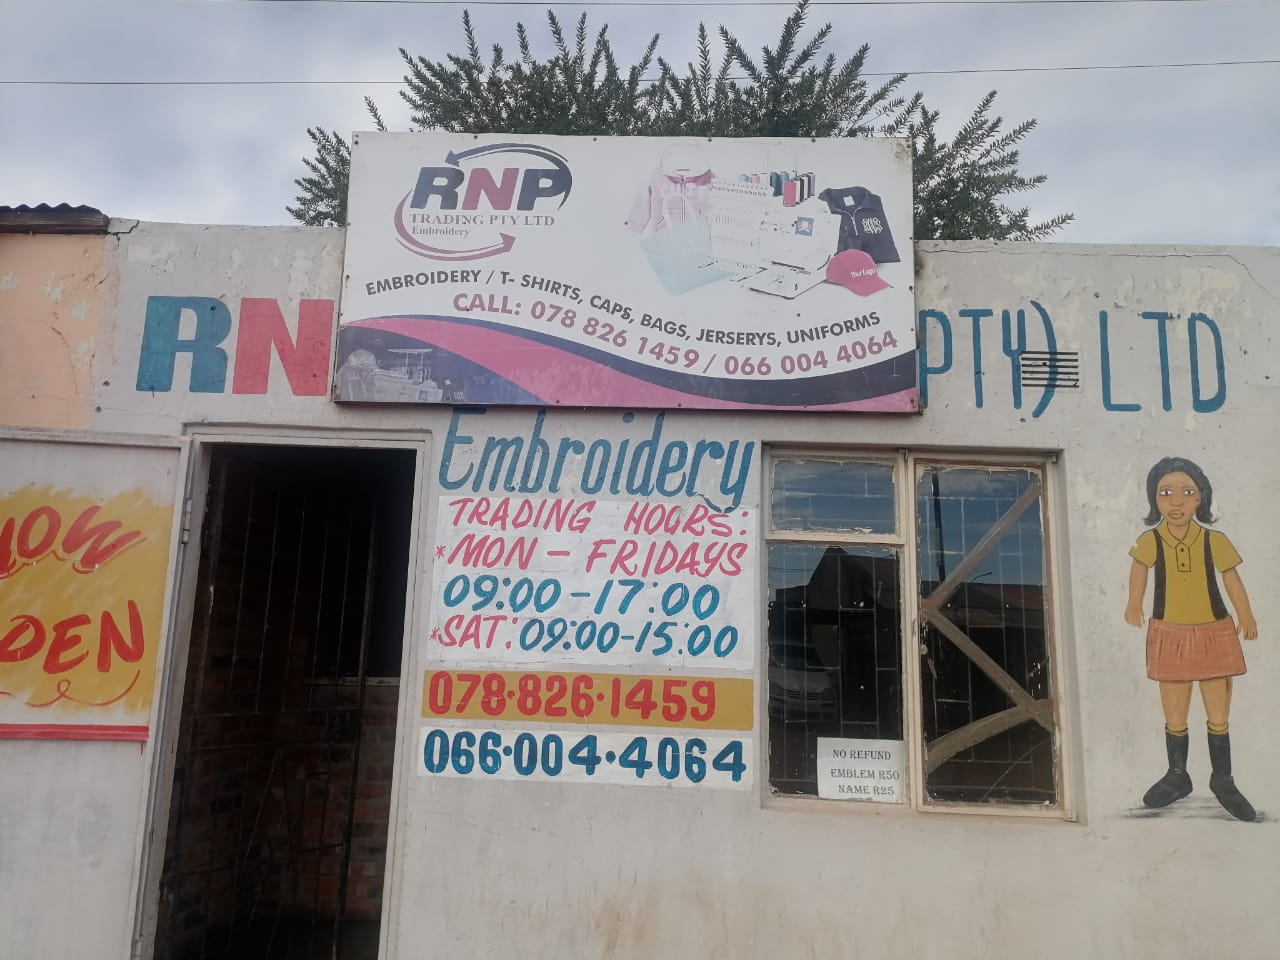 RNP
TRADING PTY LTD
Embroidery
EMBROIDERY / T- SHIRTS, CAPS, BAGS, JERSERYS, UNIFORMS
CALL: 078 826 1459 / 066 004 4064
Your Logo
RN
PTY) LTD
Embroidery
TRADING HOURS:
*MON - FRIDAYS
09:00 - 17:00
*SAT: 09:00-15:00
078·826·1459
066·004·4064
NO REFUND
EMBLEM R50
NAME R25
DEN